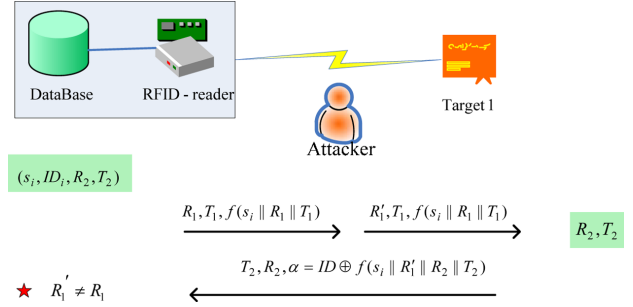 DataBase
RFID - reader
Target 1
Attacker
(s_i, ID_i, R_2, T_2)
R_1, T_1, f(s_i ∥ R_1 ∥ T_1)
R_1′, T_1, f(s_i ∥ R_1 ∥ T_1)
R_2, T_2
T_2, R_2, α = ID ⊕ f(s_i ∥ R_1′ ∥ R_2 ∥ T_2)
R_1′ ≠ R_1